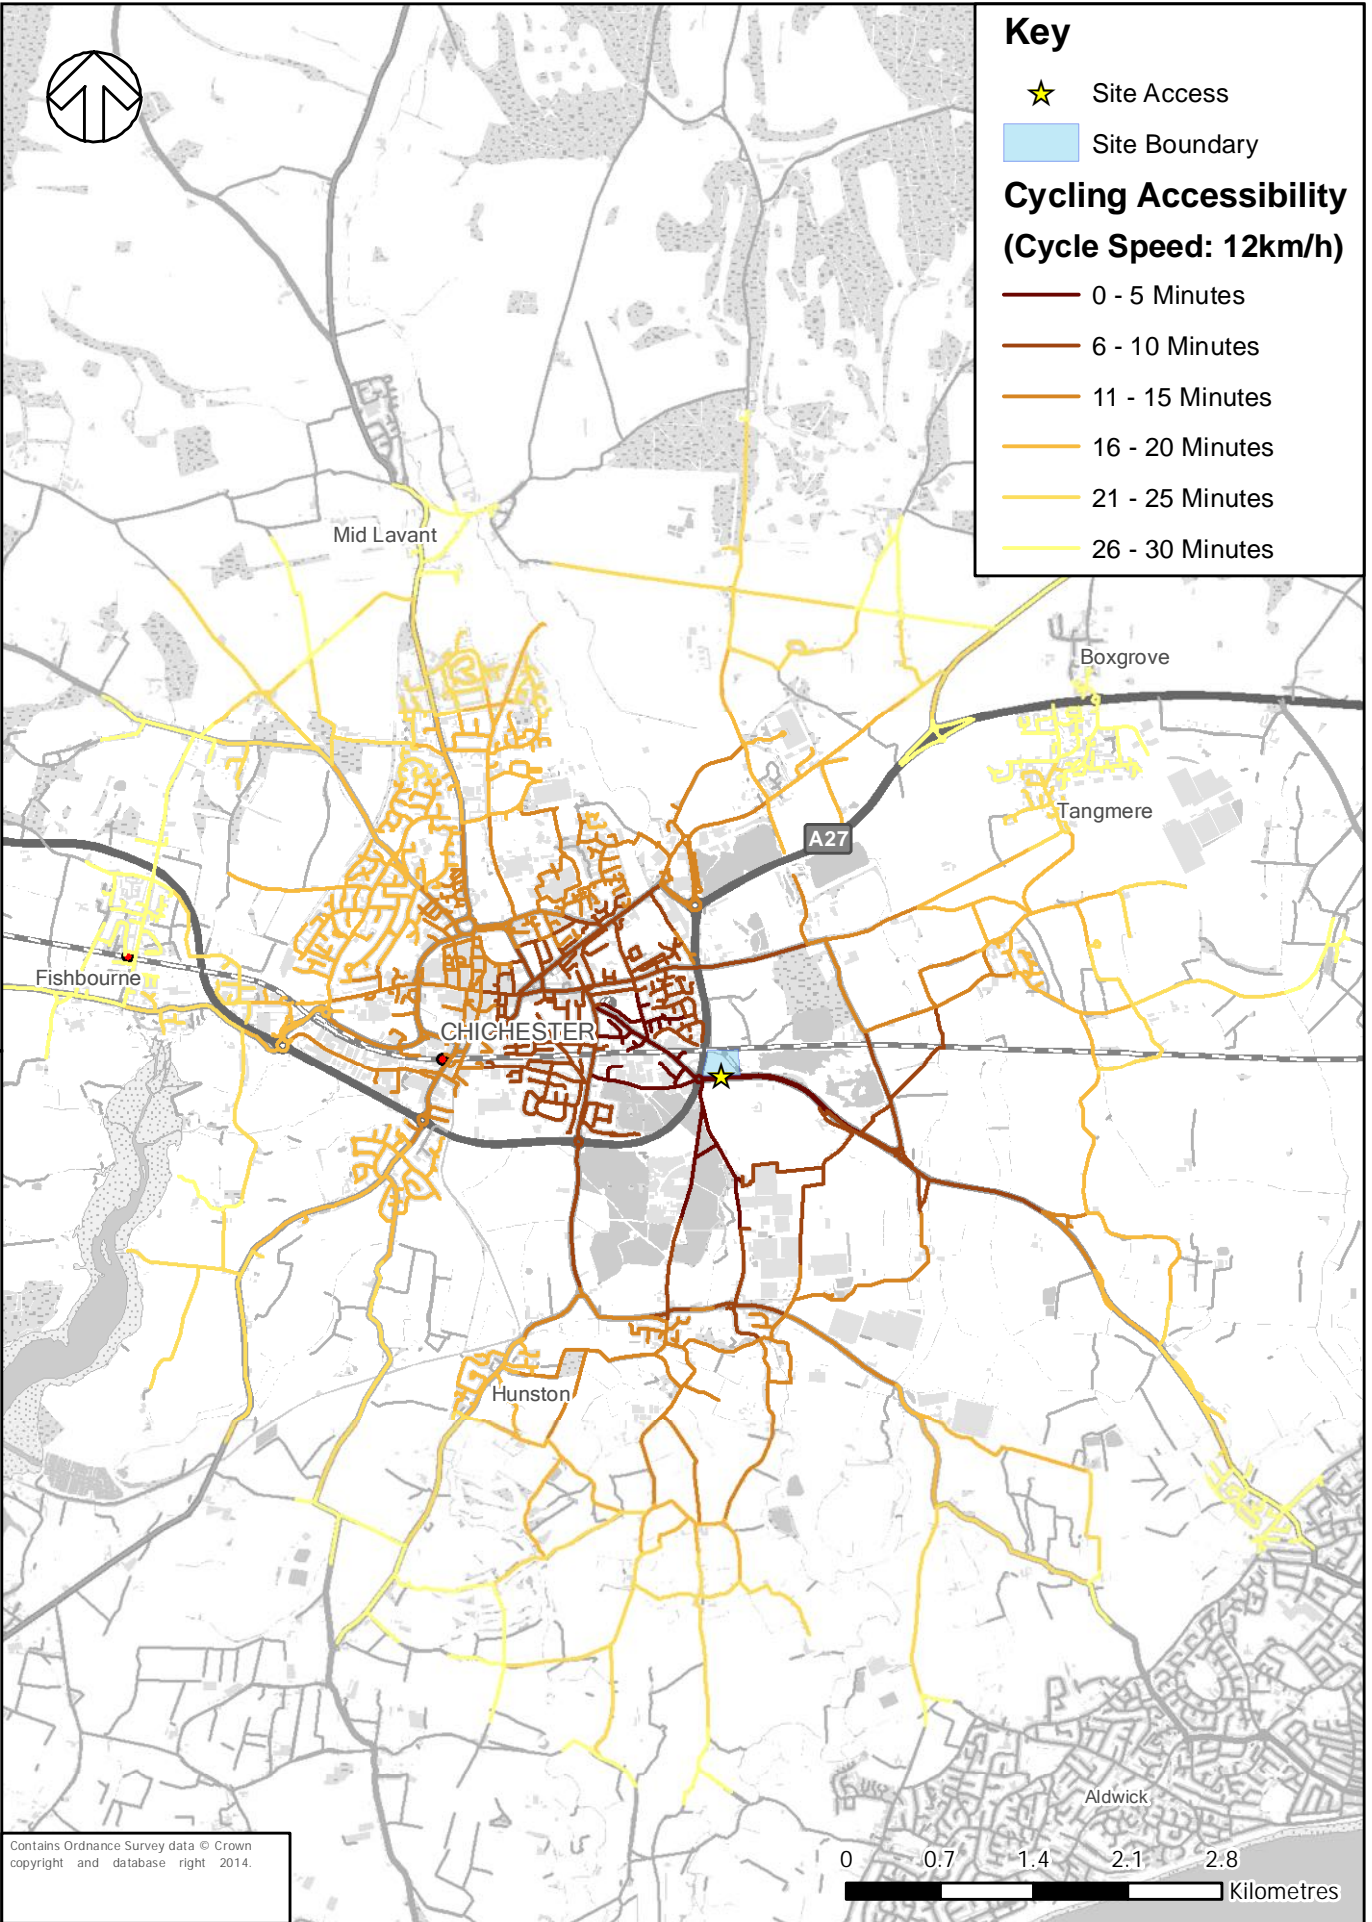 Key
Site Access
Site Boundary
Cycling Accessibility
(Cycle Speed: 12km/h)
0 - 5 Minutes
6 - 10 Minutes
11 - 15 Minutes
16 - 20 Minutes
21 - 25 Minutes
26 - 30 Minutes
Mid Lavant
Boxgrove
Tangmere
A27
Fishbourne
CHICHESTER
Hunston
Aldwick
Contains Ordnance Survey data © Crown
copyright and database right 2014.
0 0.7 1.4 2.1 2.8
Kilometres